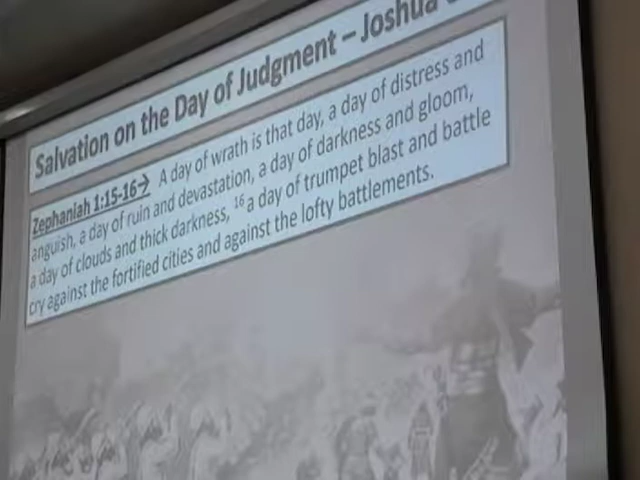 Salvation on the Day of Judgment – Joshua
Zephaniah 1:15-16→ A day of wrath is that day, a day of distress and
anguish, a day of ruin and devastation, a day of darkness and gloom,
a day of clouds and thick darkness, 16 a day of trumpet blast and battle
cry against the fortified cities and against the lofty battlements.